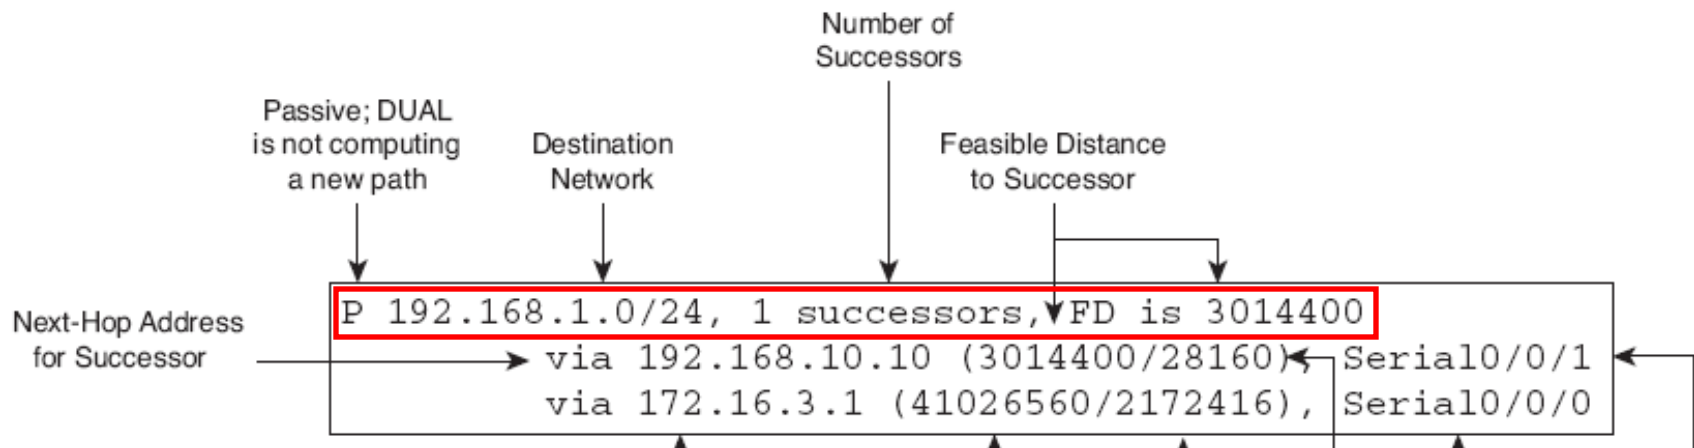 Number of
Successors
Passive; DUAL
is not computing
a new path
Destination
Network
Feasible Distance
to Successor
P 192.168.1.0/24, 1 successors, FD is 3014400
Next-Hop Address
for Successor
via 192.168.10.10 (3014400/28160), Serial0/0/1
via 172.16.3.1 (41026560/2172416), Serial0/0/0